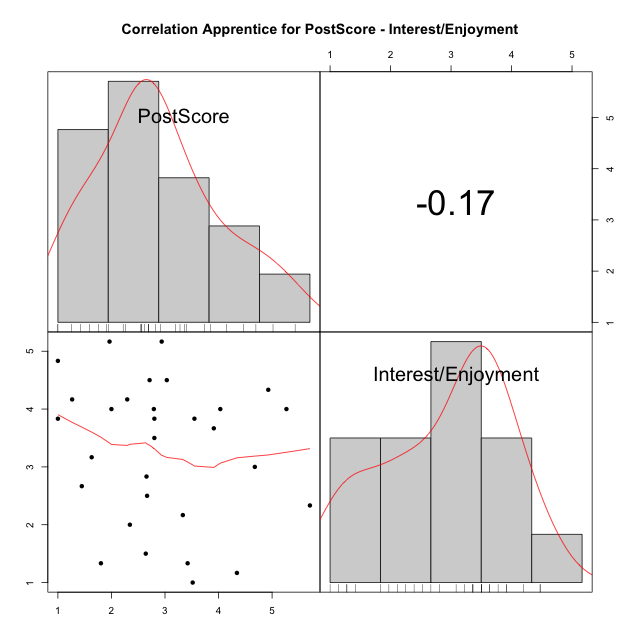 Correlation Apprentice for PostScore - Interest/Enjoyment
1 2 3 4 5
PostScore
-0.17
5
4
3
2
1
5
4
3
2
1
Interest/Enjoyment
1 2 3 4 5